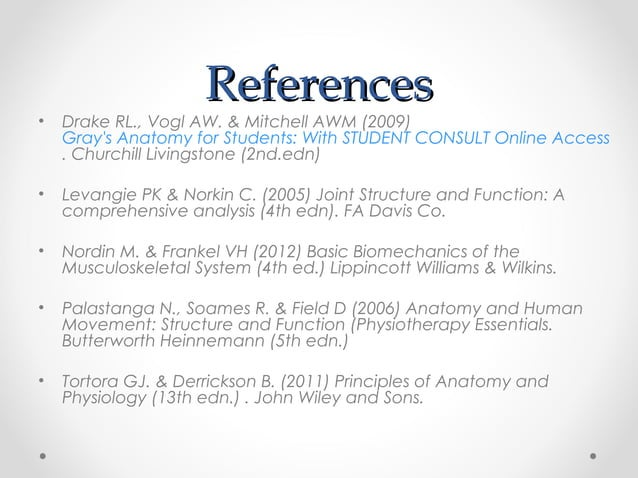 References
• Drake RL., Vogl AW. & Mitchell AWM (2009)
Gray's Anatomy for Students: With STUDENT CONSULT Online Access
. Churchill Livingstone (2nd.edn)
• Levangie PK & Norkin C. (2005) Joint Structure and Function: A
comprehensive analysis (4th edn). FA Davis Co.
• Nordin M. & Frankel VH (2012) Basic Biomechanics of the
Musculoskeletal System (4th ed.) Lippincott Williams & Wilkins.
• Palastanga N., Soames R. & Field D (2006) Anatomy and Human
Movement: Structure and Function (Physiotherapy Essentials.
Butterworth Heinnemann (5th edn.)
• Tortora GJ. & Derrickson B. (2011) Principles of Anatomy and
Physiology (13th edn.) . John Wiley and Sons.